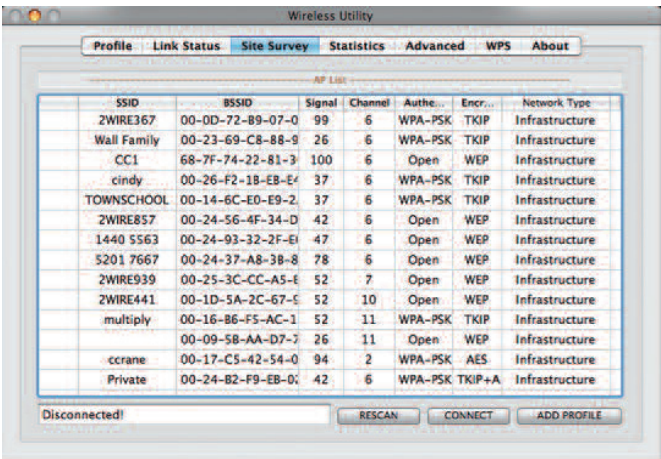 Wireless Utility
Profile Link Status Site Survey Statistics Advanced WPS About
AP List
SSID BSSID Signal Channel Authe... Encr... Network Type
2WIRE367 00-0D-72-B9-07-0 99 6 WPA-PSK TKIP Infrastructure
Wall Family 00-23-69-C8-88-9 26 6 WPA-PSK TKIP Infrastructure
CC1 68-7F-74-22-81-3 100 6 Open WEP Infrastructure
cindy 00-26-F2-1B-EB-E4 37 6 WPA-PSK TKIP Infrastructure
TOWNSCHOOL 00-14-6C-E0-E9-2 37 6 WPA-PSK TKIP Infrastructure
2WIRE857 00-24-56-4F-34-D 42 6 Open WEP Infrastructure
1440 5563 00-24-93-32-2F-E 47 6 Open WEP Infrastructure
5201 7667 00-24-37-A8-3B-8 78 6 Open WEP Infrastructure
2WIRE939 00-25-3C-CC-A5-E 52 7 Open WEP Infrastructure
2WIRE441 00-1D-5A-2C-67-9 52 10 Open WEP Infrastructure
multiply 00-16-B6-F5-AC-1 52 11 WPA-PSK TKIP Infrastructure
00-09-5B-AA-D7-7 26 11 Open WEP Infrastructure
ccrane 00-17-C5-42-54-0 94 2 WPA-PSK AES Infrastructure
Private 00-24-B2-F9-EB-0 42 6 WPA-PSK TKIP+A Infrastructure
Disconnected! RESCAN CONNECT ADD PROFILE